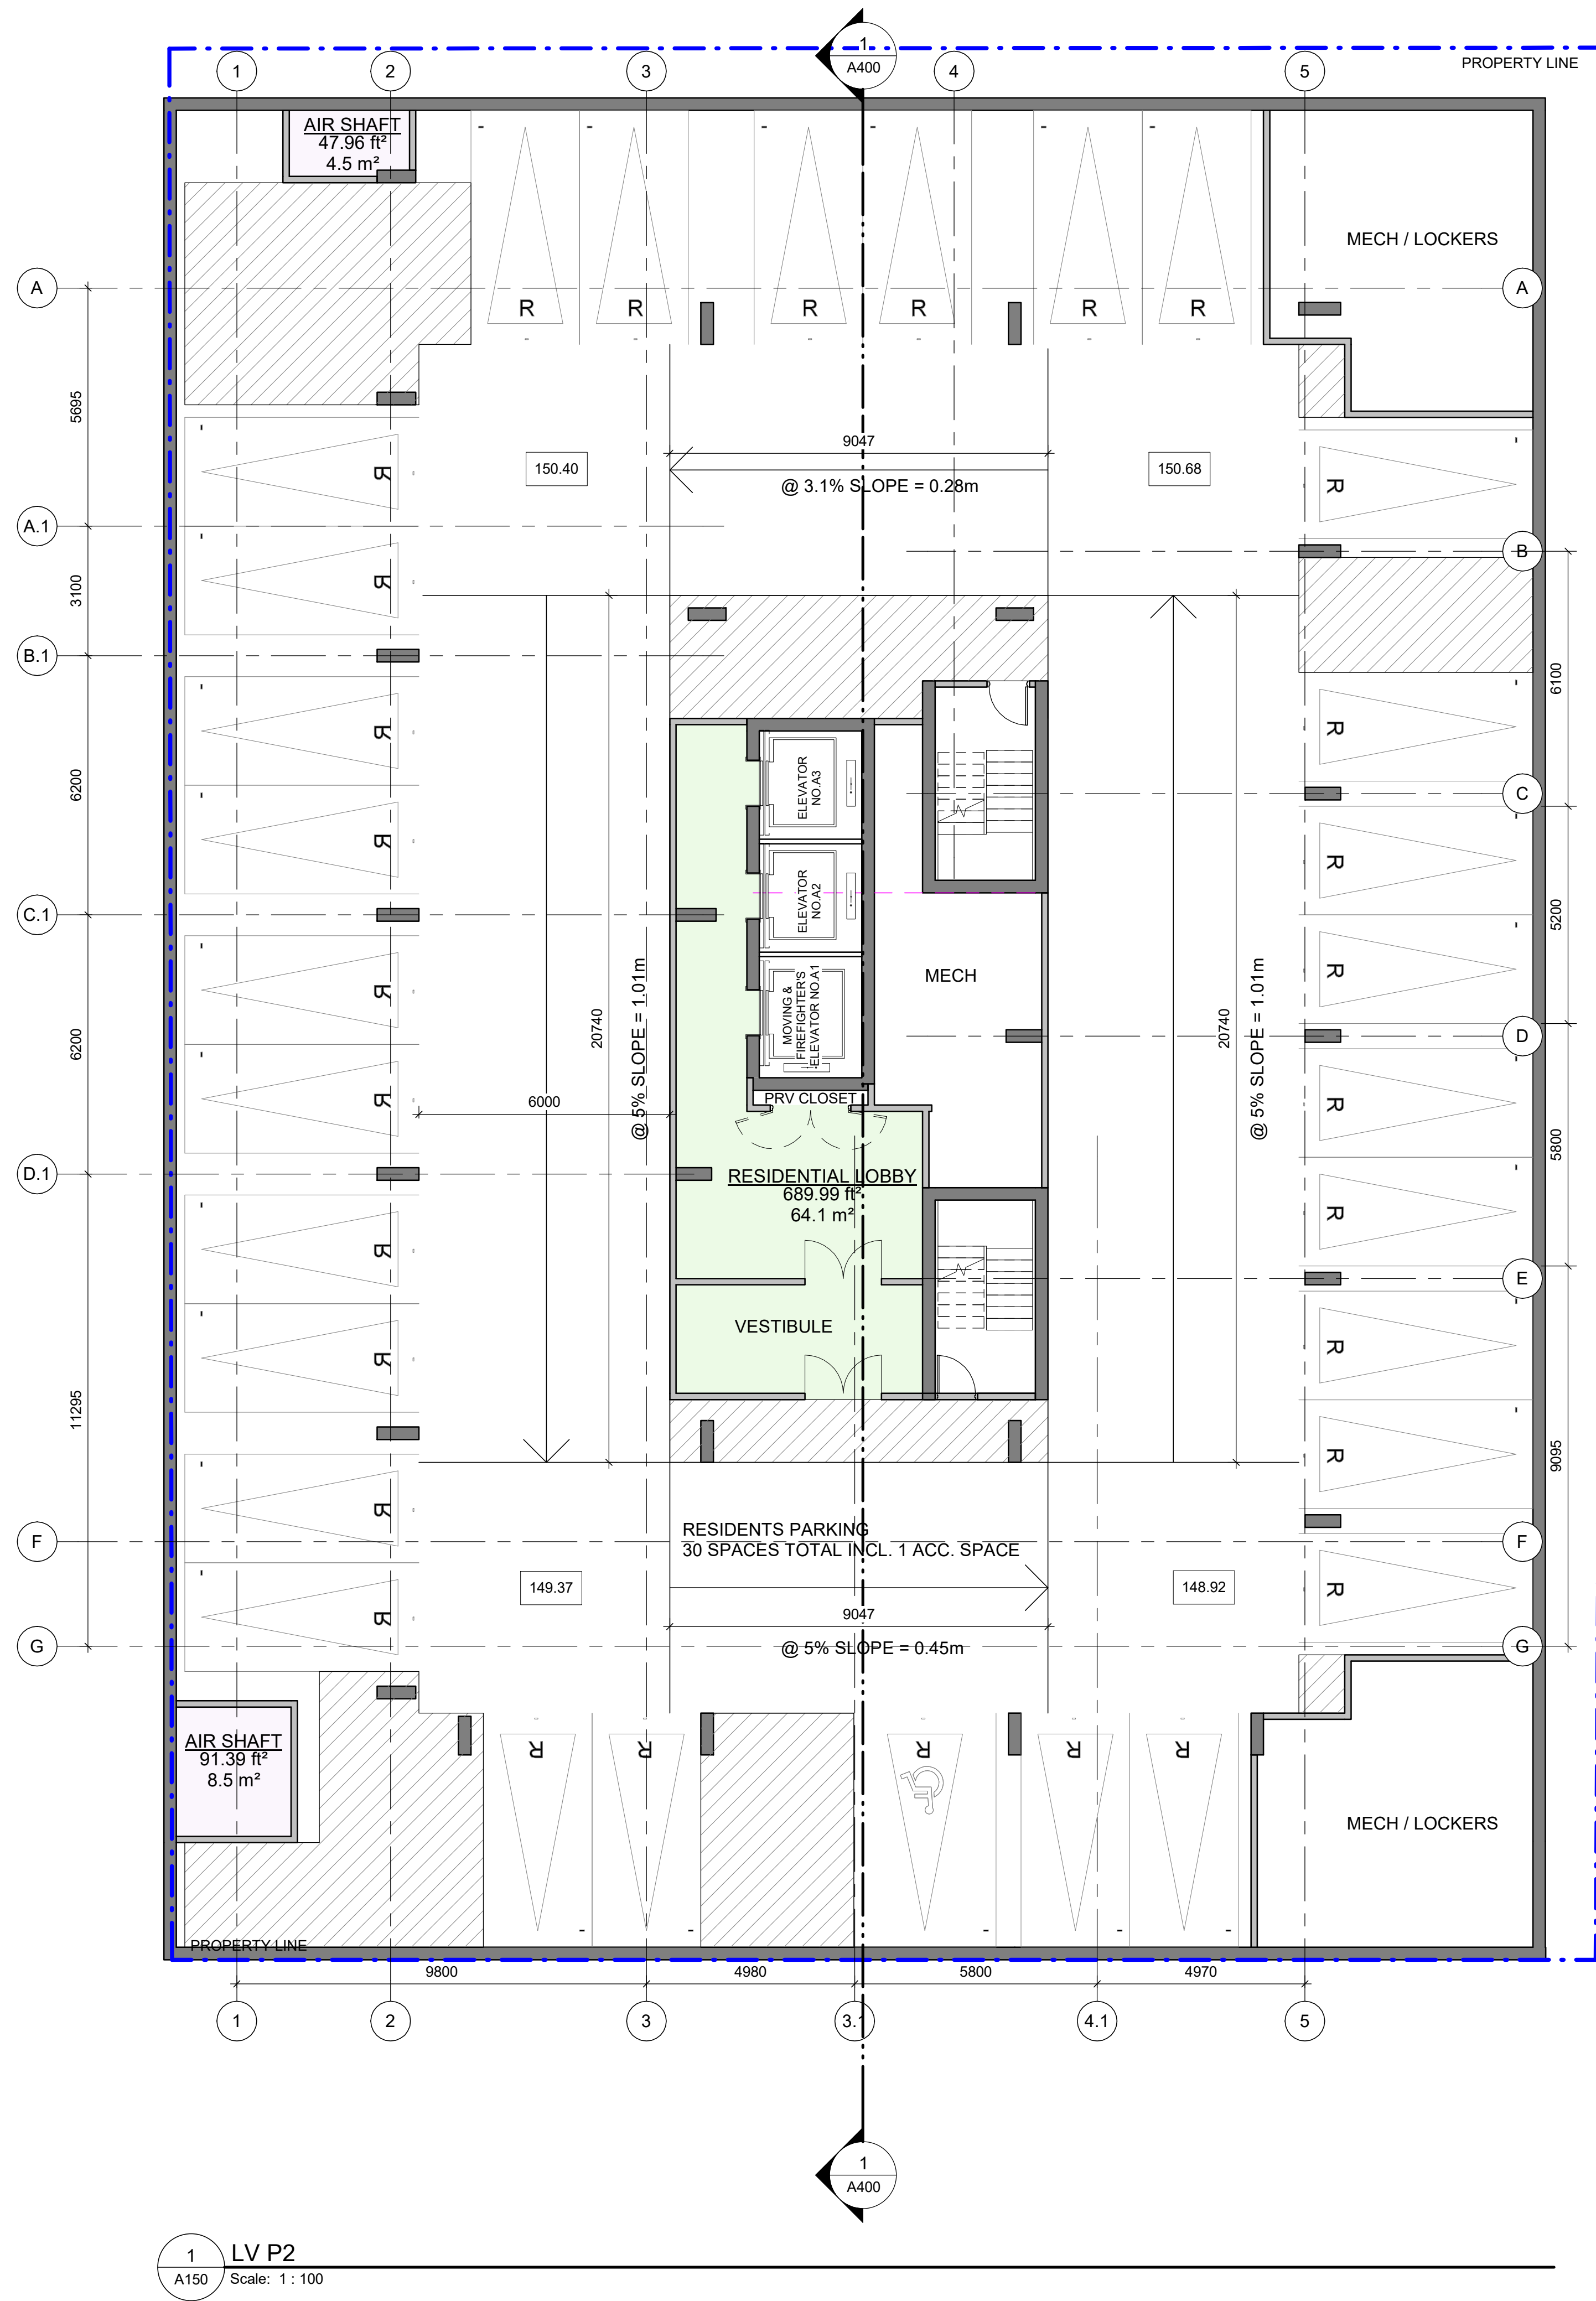 1
A400
PROPERTY LINE
1
2
3
4
5
AIR SHAFT
47.96 ft²
4.5 m²
MECH / LOCKERS
A
A
R
R
R
R
R
R
5695
9047
150.40
150.68
@ 3.1% SLOPE = 0.28m
R
R
A.1
B
R
3100
B.1
6100
R
R
ELEVATOR
NO.A3
6200
C
R
R
ELEVATOR
NO.A2
C.1
5200
R
MECH
R
@ 5% SLOPE = 1.01m
20740
MOVING &
FIREFIGHTER'S
ELEVATOR NO.A1
20740
@ 5% SLOPE = 1.01m
D
6200
R
6000
PRV CLOSET
R
5800
D.1
RESIDENTIAL LOBBY
689.99 ft²
64.1 m²
R
R
E
VESTIBULE
R
R
11295
R
9095
R
RESIDENTS PARKING
30 SPACES TOTAL INCL. 1 ACC. SPACE
F
F
149.37
148.92
R
R
9047
@ 5% SLOPE = 0.45m
G
G
AIR SHAFT
91.39 ft²
8.5 m²
R
R
R
R
R
MECH / LOCKERS
PROPERTY LINE
9800
4980
5800
4970
1
2
3
3.1
4.1
5
1
A400
1
A150
LV P2
Scale: 1 : 100